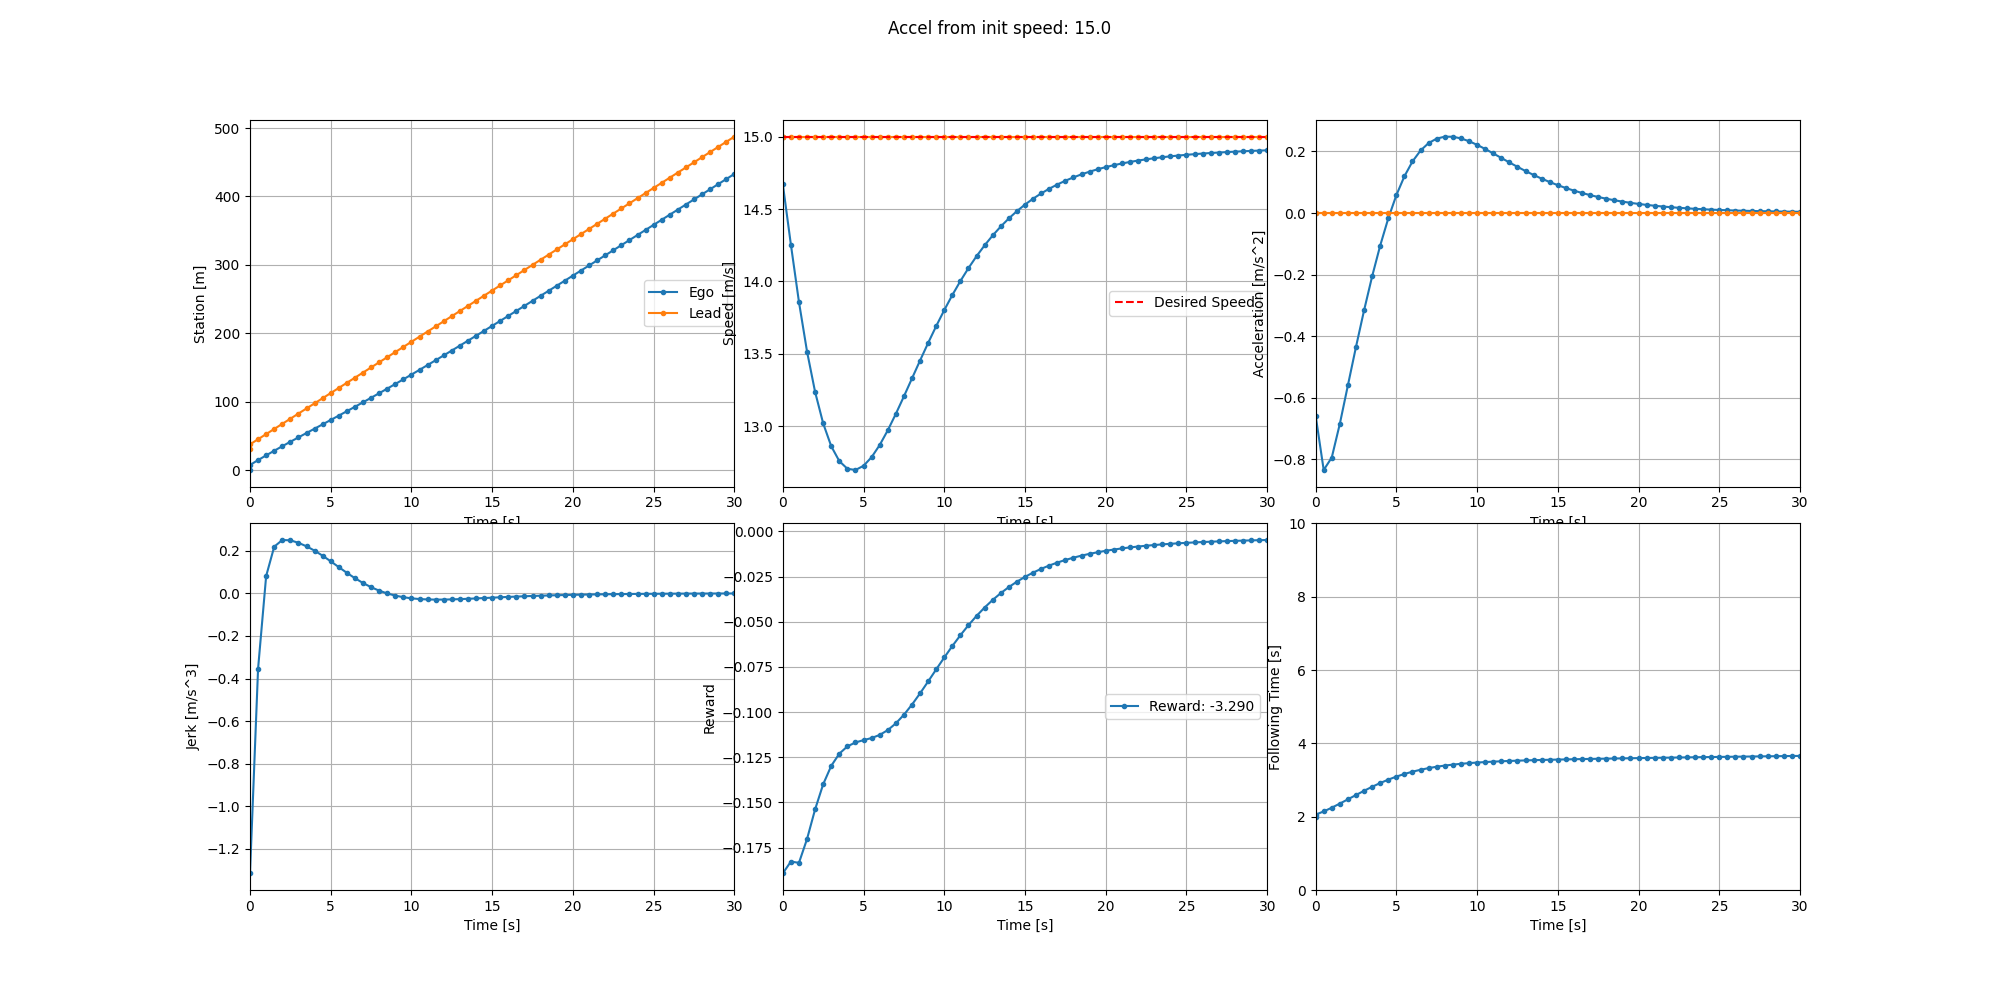 Accel from init speed: 15.0
Station [m]
500
400
300
200
100
0
Ego
Lead
0 5 10 15 20 25 30
Time [s]
Speed [m/s]
15.0
14.5
14.0
13.5
13.0
Desired Speed
0 5 10 15 20 25 30
Time [s]
Acceleration [m/s^2]
0.2
0.0
−0.2
−0.4
−0.6
−0.8
0 5 10 15 20 25 30
Time [s]
Jerk [m/s^3]
0.2
0.0
−0.2
−0.4
−0.6
−0.8
−1.0
−1.2
0 5 10 15 20 25 30
Time [s]
Reward
0.000
−0.025
−0.050
−0.075
−0.100
−0.125
−0.150
−0.175
Reward: -3.290
0 5 10 15 20 25 30
Time [s]
Following Time [s]
10
8
6
4
2
0
0 5 10 15 20 25 30
Time [s]